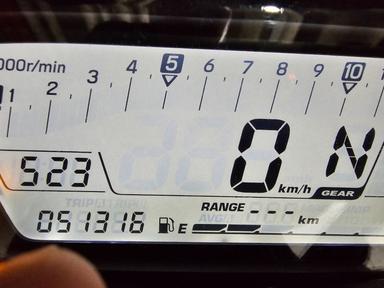 000r/min
1 2 3 4 5 6 7 8 9 10
0 km/h N
GEAR
523
RANGE --- km
051316 E